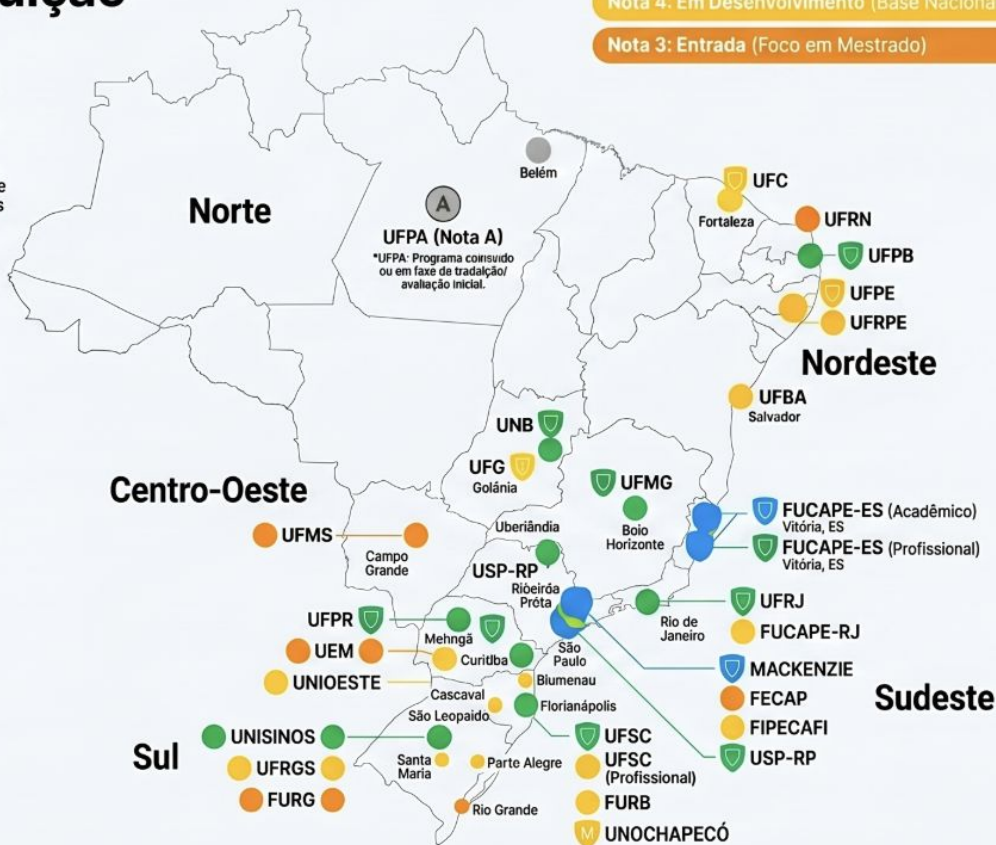 Nota 4: Em Desenvolvimento (Base Naciona
Nota 3: Entrada (Foco em Mestrado)
Norte
Belém
A
UFPA (Nota A)
*UFPA: Programa coinsuido
ou em faxe de tradalção/
avaliação inicial.
UFC
Fortaleza
UFRN
UFPB
UFPE
UFRPE
Nordeste
UFBA
Salvador
UNB
UFG
Golánia
Centro-Oeste
UFMS
Campo
Grande
UFMG
Boio
Horizonte
Uberiândia
USP-RP
Ribeiróa
Próta
FUCAPE-ES (Acadêmico)
Vitória, ES
FUCAPE-ES (Profissional)
Vitória, ES
UFRJ
FUCAPE-RJ
Rio de
Janeiro
São
Paulo
MACKENZIE
FECAP
FIPECAFI
USP-RP
Sudeste
UFPR
Mehngã
UEM
Curitlba
UNIOESTE
Blumenau
Cascaval
Florianápolis
São Leopaido
Sul
UNISINOS
UFRGS
FURG
Santa
Maria
Parte Alegre
Rio Grande
UFSC
UFSC
(Profissional)
FURB
M UNOCHAPECÓ